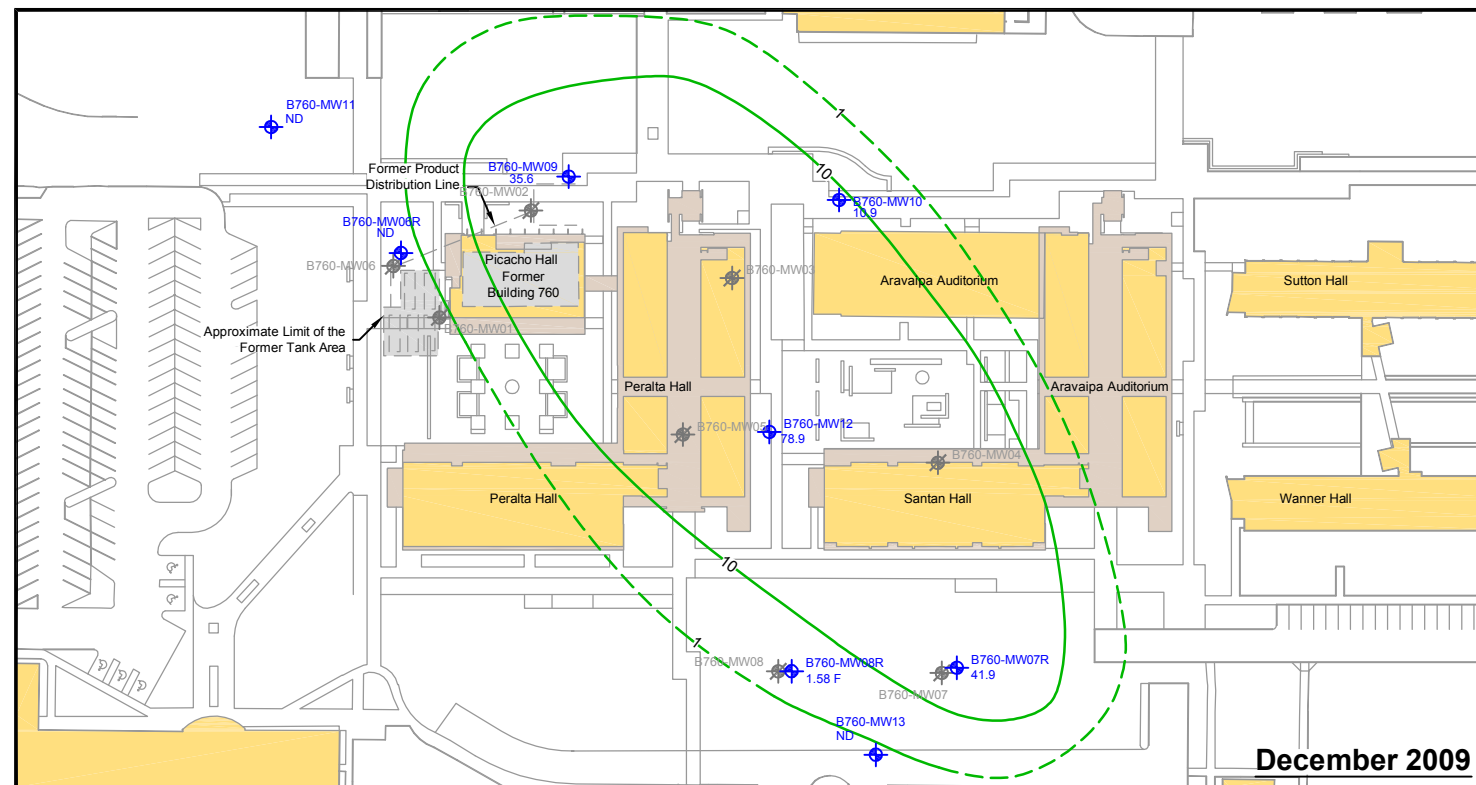 1
B760-MW11
ND
10
Former Product
Distribution Line
B760-MW09
35.6
B760-MW02
B760-MW10
10.9
B760-MW06R
ND
B760-MW06
Picacho Hall
Former
Building 760
B760-MW03
Aravaipa Auditorium
Sutton Hall
Approximate Limit of the
Former Tank Area
B760-MW01
Peralta Hall
Aravaipa Auditorium
B760-MW05
B760-MW12
78.9
B760-MW04
Peralta Hall
Santan Hall
Wanner Hall
10
1
B760-MW08
B760-MW08R
1.58 F
B760-MW07R
41.9
B760-MW07
B760-MW13
ND
December 2009